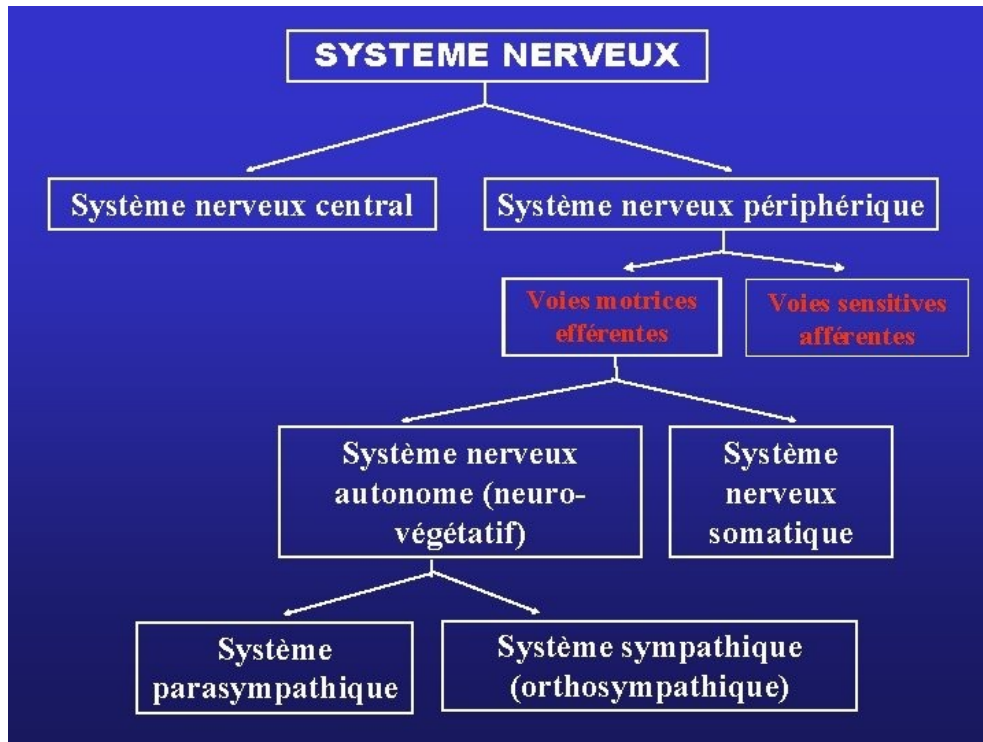 SYSTEME NERVEUX
Système nerveux central
Système nerveux périphérique
Voies motrices
efférentes
Voies sensitives
afférentes
Système nerveux
autonome (neuro-
végétatif)
Système
nerveux
somatique
Système
parasympathique
Système sympathique
(orthosympathique)